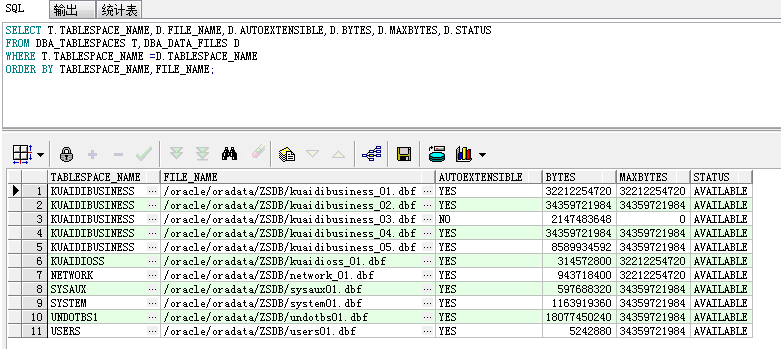 SQL 输出 统计表
SELECT T.TABLESPACE_NAME,D.FILE_NAME,D.AUTOEXTENSIBLE,D.BYTES,D.MAXBYTES,D.STATUS
FROM DBA_TABLESPACES T,DBA_DATA_FILES D
WHERE T.TABLESPACE_NAME =D.TABLESPACE_NAME
ORDER BY TABLESPACE_NAME,FILE_NAME;
TABLESPACE_NAME FILE_NAME AUTOEXTENSIBLE BYTES MAXBYTES STATUS
1 KUAIDIBUSINESS ... /oracle/oradata/ZSDB/kuaidibusiness_01.dbf ... YES 32212254720 32212254720 AVAILABLE
2 KUAIDIBUSINESS ... /oracle/oradata/ZSDB/kuaidibusiness_02.dbf ... YES 34359721984 34359721984 AVAILABLE
3 KUAIDIBUSINESS ... /oracle/oradata/ZSDB/kuaidibusiness_03.dbf ... NO 2147483648 0 AVAILABLE
4 KUAIDIBUSINESS ... /oracle/oradata/ZSDB/kuaidibusiness_04.dbf ... YES 34359721984 34359721984 AVAILABLE
5 KUAIDIBUSINESS ... /oracle/oradata/ZSDB/kuaidibusiness_05.dbf ... YES 8589934592 34359721984 AVAILABLE
6 KUAIDIOSS ... /oracle/oradata/ZSDB/kuaidioss_01.dbf ... YES 314572800 32212254720 AVAILABLE
7 NETWORK ... /oracle/oradata/ZSDB/network_01.dbf ... YES 943718400 32212254720 AVAILABLE
8 SYSAUX ... /oracle/oradata/ZSDB/sysaux01.dbf ... YES 597688320 34359721984 AVAILABLE
9 SYSTEM ... /oracle/oradata/ZSDB/system01.dbf ... YES 1163919360 34359721984 AVAILABLE
10 UNDOTBS1 ... /oracle/oradata/ZSDB/undotbs01.dbf ... YES 18077450240 34359721984 AVAILABLE
11 USERS ... /oracle/oradata/ZSDB/users01.dbf ... YES 5242880 34359721984 AVAILABLE